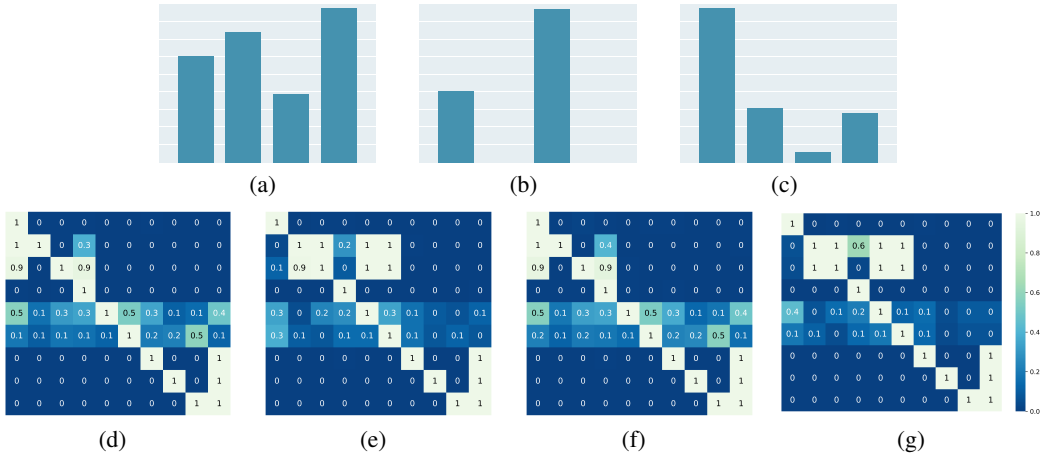 (a)
(b)
(c)
1 0 0 0 0 0 0 0 0 0
1 1 0 0.3 0 0 0 0 0 0
0.9 0 1 0.9 0 0 0 0 0 0
0 0 0 1 0 0 0 0 0 0
0.5 0.1 0.3 0.3 1 0.5 0.3 0.1 0.1 0.4
0.1 0.1 0.1 0.1 0 1 0.2 0.2 0.5 0.1
0 0 0 0 0 0 1 0 0 1
0 0 0 0 0 0 0 1 0 1
0 0 0 0 0 0 0 0 1 1
(d)
1 0 0 0 0 0 0 0 0 0
0 1 1 0.2 1 1 0 0 0 0
0.1 0.9 1 0 1 1 0 0 0 0
0 0 0 1 0 0 0 0 0 0
0.3 0 0.2 0.2 1 0.3 0.1 0 0.1 0
0.3 0.1 0.1 0.1 0.3 1 0.1 0.1 0 0.1
0 0 0 0 0 0 1 0 0 1
0 0 0 0 0 0 0 1 0 1
0 0 0 0 0 0 0 0 1 1
(e)
1 0 0 0 0 0 0 0 0 0
1 1 0 0.4 0 0 0 0 0 0
0.9 0 1 0.9 0 0 0 0 0 0
0 0 0 1 0 0 0 0 0 0
0.5 0.1 0.3 0.3 1 0.5 0.3 0.1 0.1 0.4
0.2 0.1 0.2 0.2 0 1 0.2 0.2 0.5 0.1
0 0 0 0 0 0 1 0 0 1
0 0 0 0 0 0 0 1 0 1
0 0 0 0 0 0 0 0 1 1
(f)
1 0 0 0 0 0 0 0 0 0
0 1 1 0.6 1 1 0 0 0 0
0 1 1 0 1 1 0 0 0 0
0 0 0 1 0 0 0 0 0 0
0.4 0 0.1 0.2 1 0.1 0.1 0 0 0
0.1 0.1 0 0.1 0.1 1 0.1 0 0 0
0 0 0 0 0 0 1 0 0 1
0 0 0 0 0 0 0 1 0 1
0 0 0 0 0 0 0 0 1 1
(g)
1.0
0.8
0.6
0.4
0.2
0.0